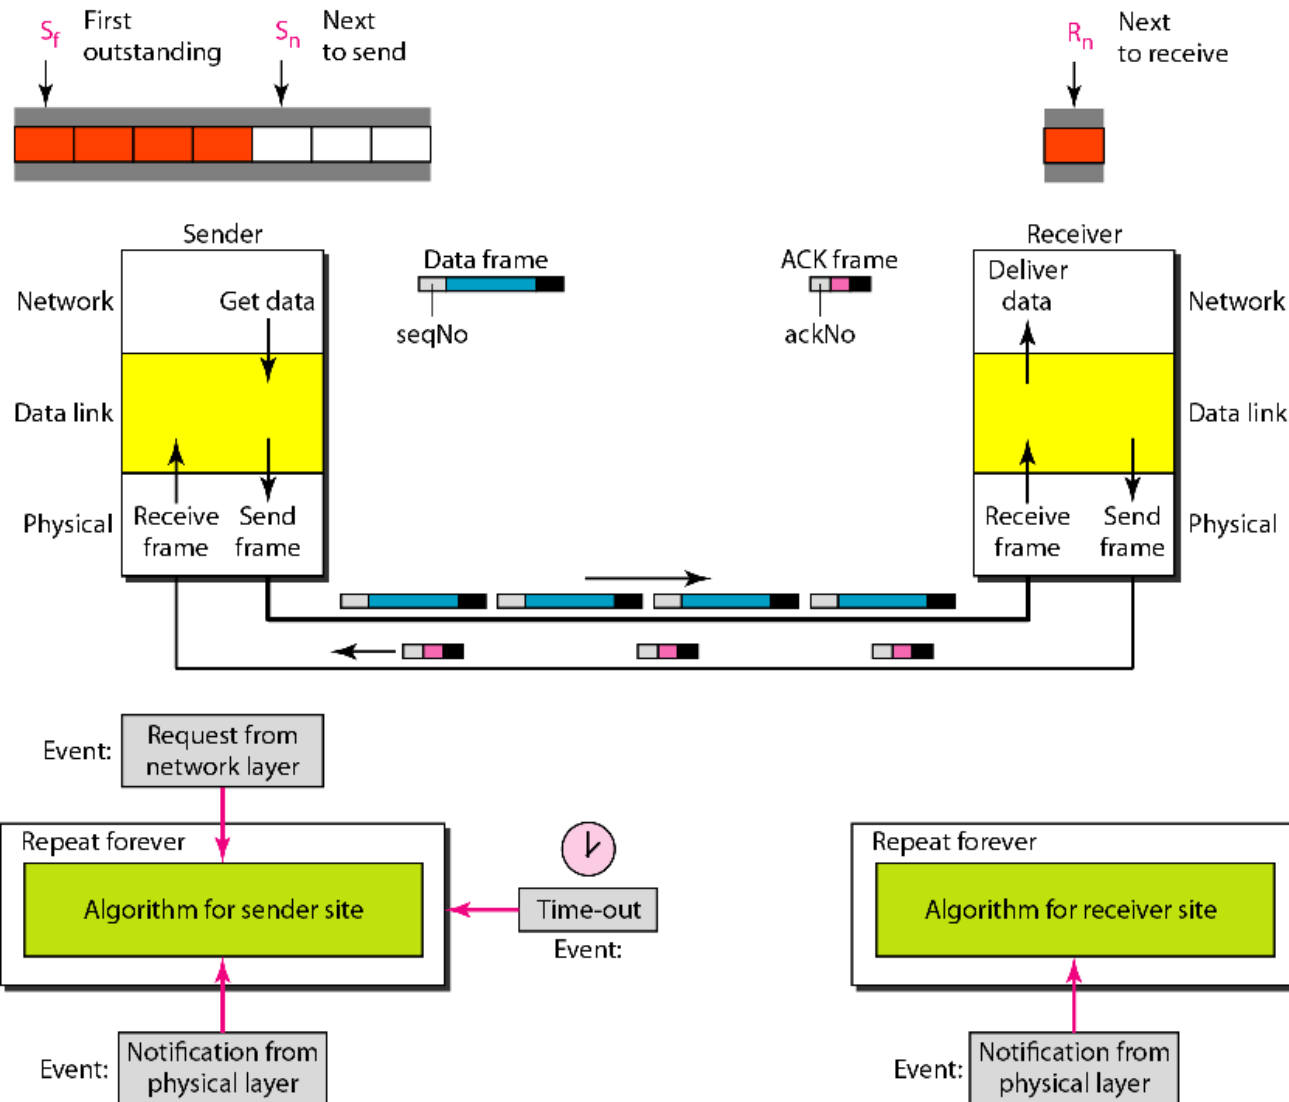 Sf First
outstanding
Sn Next
to send
Rn Next
to receive
Sender
Receiver
Data frame
ACK frame
seqNo
ackNo
Network
Get data
Deliver
data
Network
Data link
Data link
Physical
Receive
frame
Send
frame
Receive
frame
Send
frame
Physical
Event:
Request from
network layer
Repeat forever
Algorithm for sender site
Time-out
Event:
Repeat forever
Algorithm for receiver site
Event:
Notification from
physical layer
Event:
Notification from
physical layer